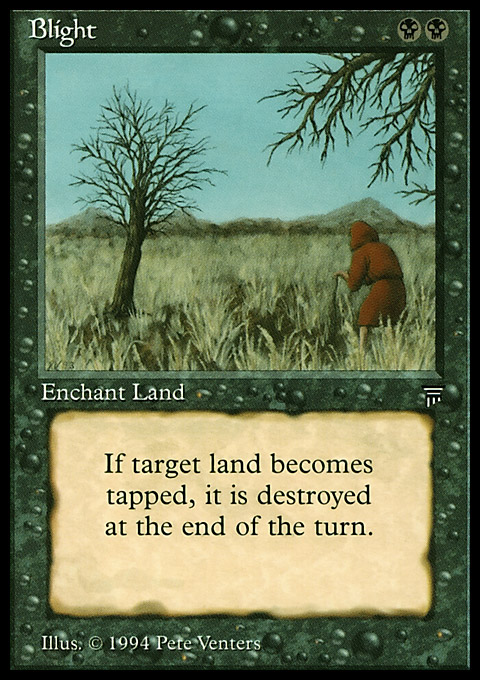 Blight
Enchant Land
If target land becomes
tapped, it is destroyed
at the end of the turn.
Illus. © 1994 Pete Venters